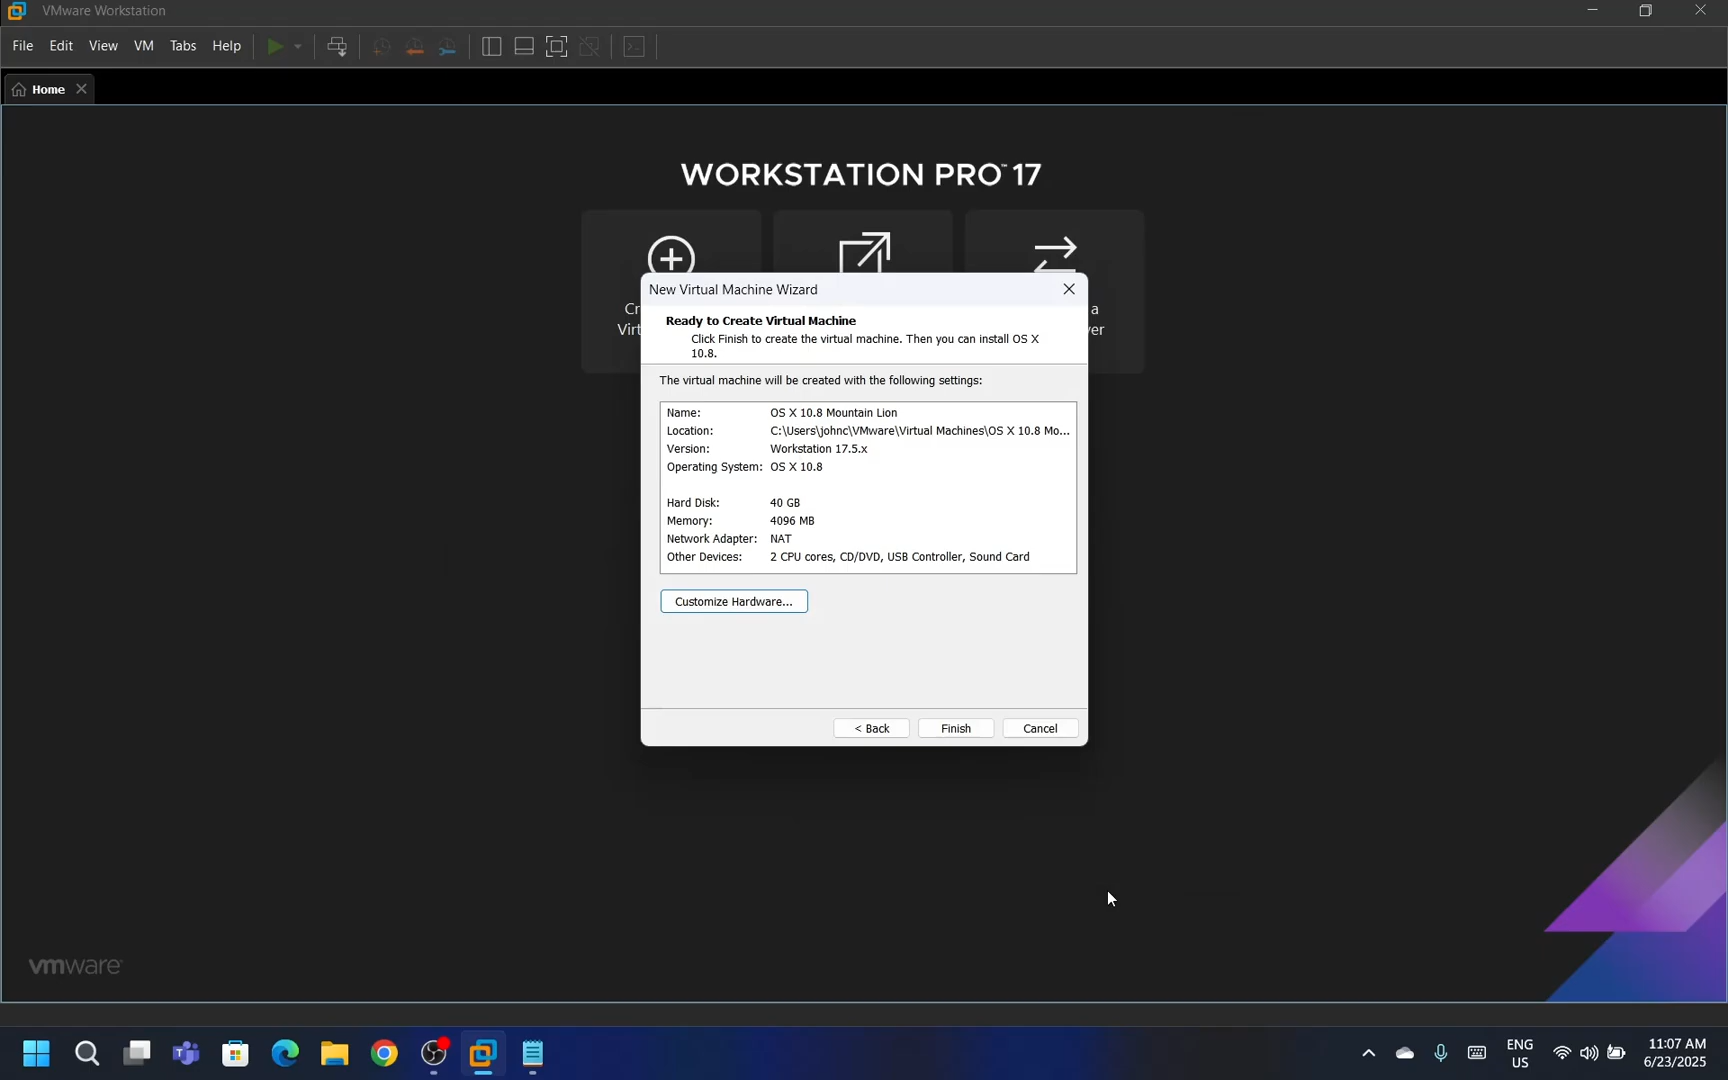 VMware Workstation
File Edit View VM Tabs Help
Home
WORKSTATION PRO™ 17
Cr
Virt
a
ver
New Virtual Machine Wizard
Ready to Create Virtual Machine
Click Finish to create the virtual machine. Then you can install OS X
10.8.
The virtual machine will be created with the following settings:
Name: OS X 10.8 Mountain Lion
Location: C:\Users\johnc\VMware\Virtual Machines\OS X 10.8 Mo...
Version: Workstation 17.5.x
Operating System: OS X 10.8
Hard Disk: 40 GB
Memory: 4096 MB
Network Adapter: NAT
Other Devices: 2 CPU cores, CD/DVD, USB Controller, Sound Card
Customize Hardware...
< Back Finish Cancel
vmware
ENG
US
11:07 AM
6/23/2025